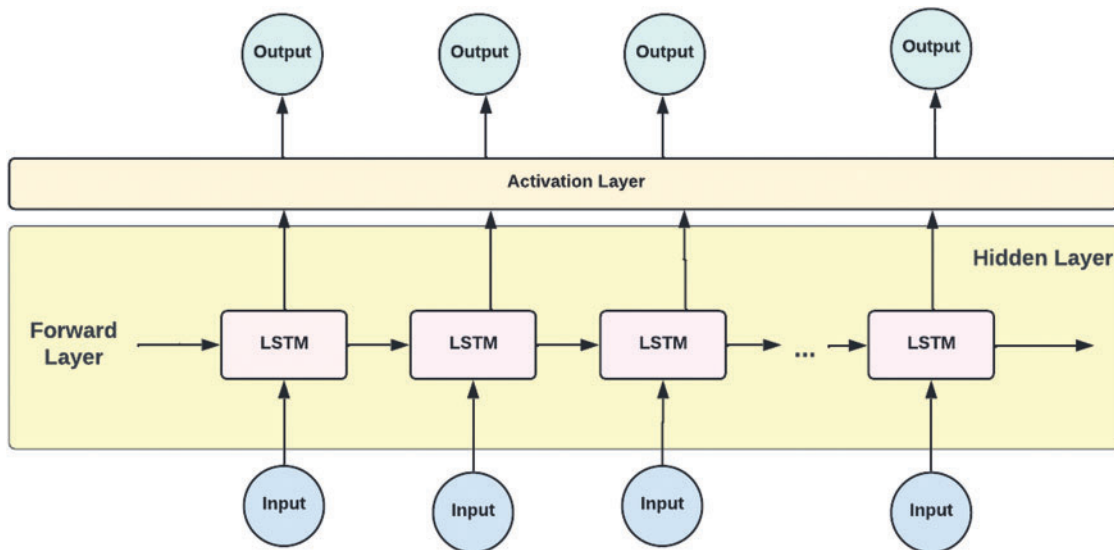 Output
Output
Output
Output
Activation Layer
Hidden Layer
Forward
Layer
LSTM
LSTM
LSTM
...
LSTM
Input
Input
Input
Input